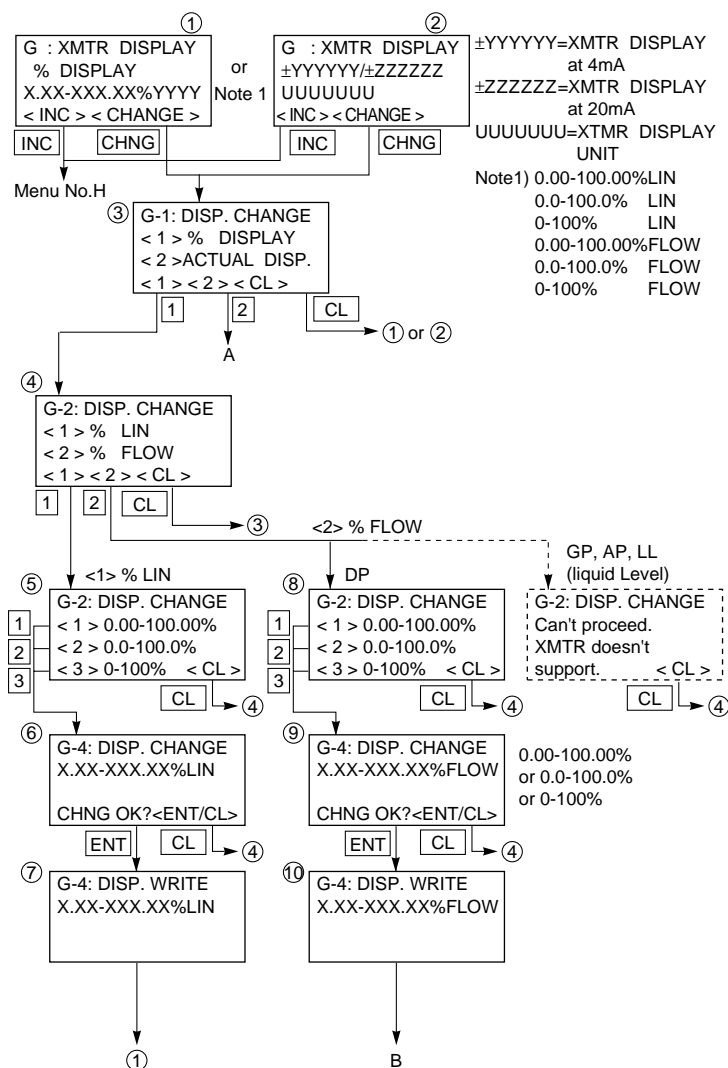 ①
G : XMTR DISPLAY
% DISPLAY
X.XX-XXX.XX%YYYY
< INC > < CHANGE >
or
Note 1
②
G : XMTR DISPLAY
±YYYYYY/±ZZZZZZ
UUUUUUU
< INC > < CHANGE >
±YYYYYY=XMTR DISPLAY
at 4mA
±ZZZZZZ=XMTR DISPLAY
at 20mA
UUUUUUU=XTMR DISPLAY
UNIT
Note1) 0.00-100.00%LIN
0.0-100.0% LIN
0-100% LIN
0.00-100.00%FLOW
0.0-100.0% FLOW
0-100% FLOW
INC
CHNG
INC
CHNG
Menu No.H
③
G-1: DISP. CHANGE
< 1 > % DISPLAY
< 2 >ACTUAL DISP.
< 1 > < 2 > < CL >
1
2
CL
A
① or ②
④
G-2: DISP. CHANGE
< 1 > % LIN
< 2 > % FLOW
< 1 > < 2 > < CL >
1
2
CL
③
<2> % FLOW
<1> % LIN
DP
GP, AP, LL
(liquid Level)
⑤
G-2: DISP. CHANGE
< 1 > 0.00-100.00%
< 2 > 0.0-100.0%
< 3 > 0-100% < CL >
1
2
3
CL
④
⑧
G-2: DISP. CHANGE
< 1 > 0.00-100.00%
< 2 > 0.0-100.0%
< 3 > 0-100% < CL >
1
2
3
CL
④
G-2: DISP. CHANGE
Can't proceed.
XMTR doesn't
support. < CL >
CL
④
⑥
G-4: DISP. CHANGE
X.XX-XXX.XX%LIN
CHNG OK?<ENT/CL>
ENT
CL
④
⑨
G-4: DISP. CHANGE
X.XX-XXX.XX%FLOW
CHNG OK?<ENT/CL>
ENT
CL
④
0.00-100.00%
or 0.0-100.0%
or 0-100%
⑦
G-4: DISP. WRITE
X.XX-XXX.XX%LIN
⑩
G-4: DISP. WRITE
X.XX-XXX.XX%FLOW
①
B